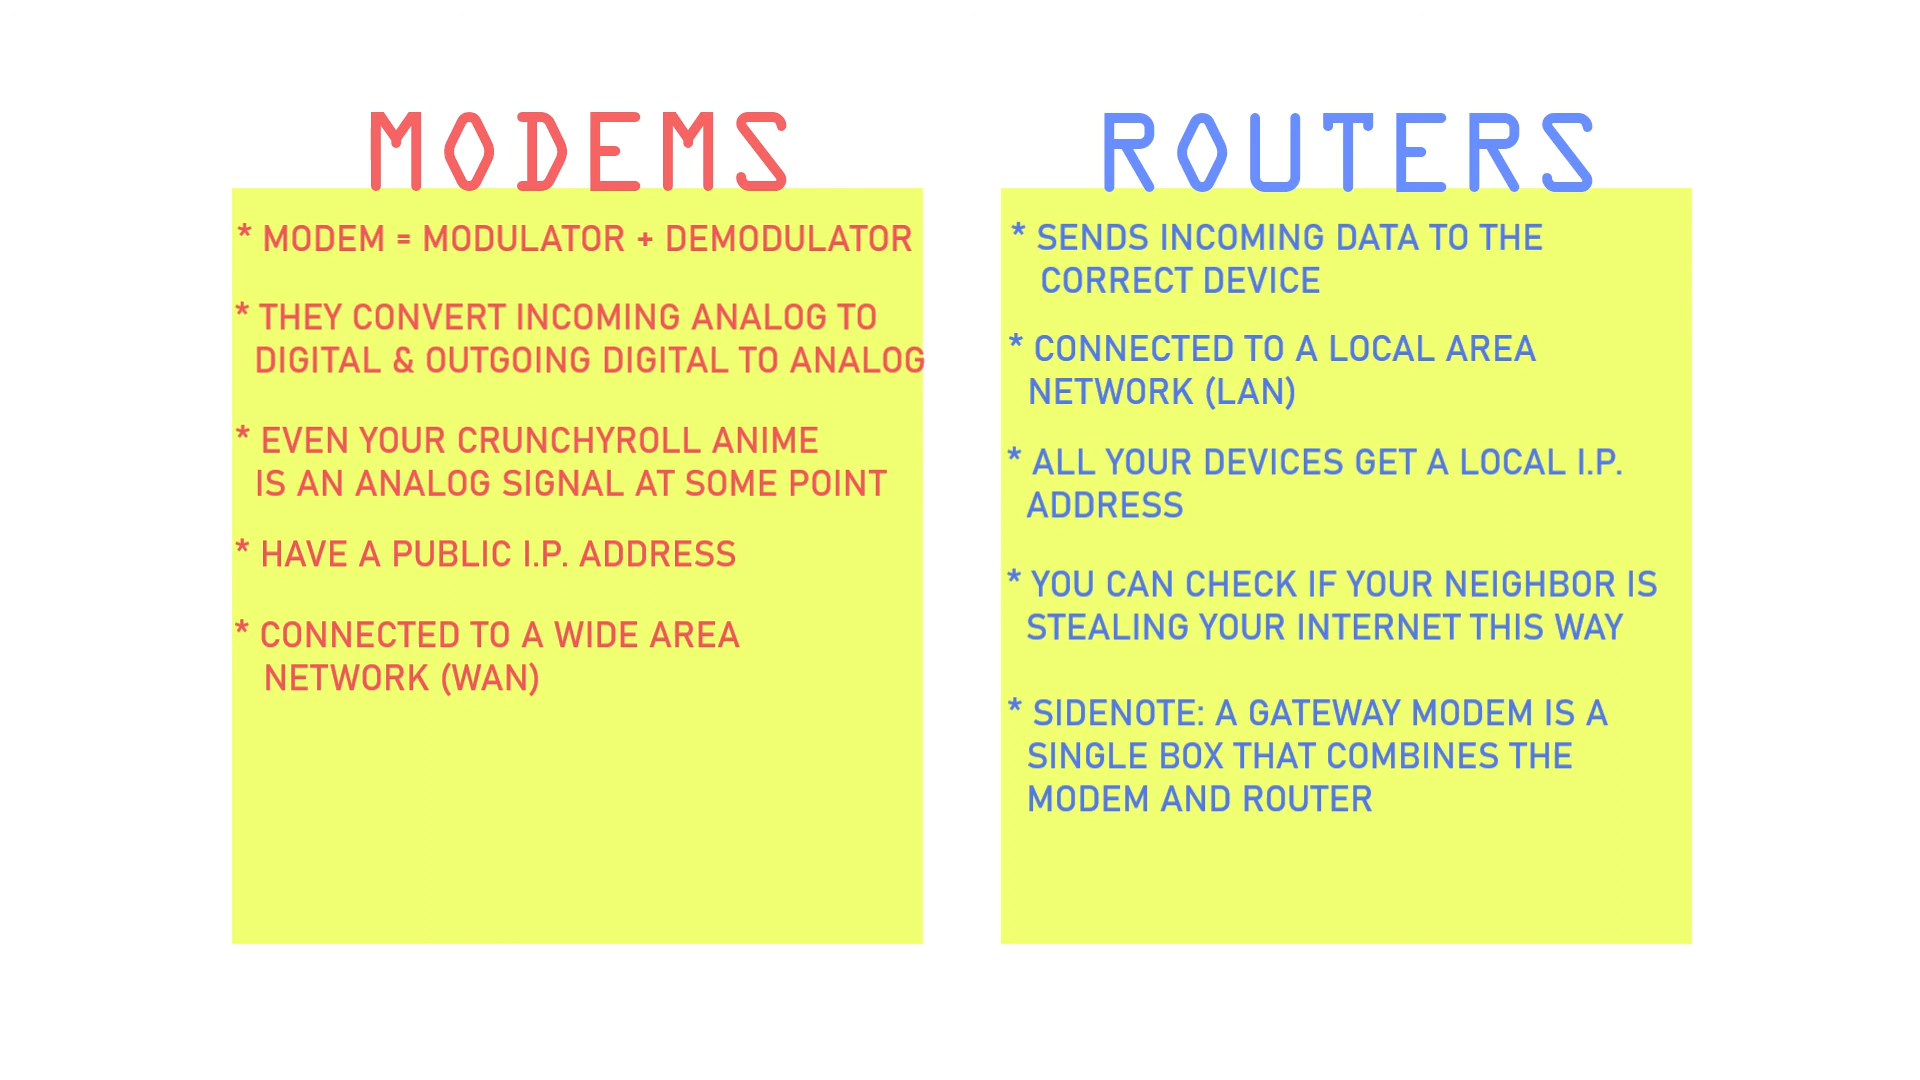 MODEMS
* MODEM = MODULATOR + DEMODULATOR
* THEY CONVERT INCOMING ANALOG TO
DIGITAL & OUTGOING DIGITAL TO ANALOG
* EVEN YOUR CRUNCHYROLL ANIME
IS AN ANALOG SIGNAL AT SOME POINT
* HAVE A PUBLIC I.P. ADDRESS
* CONNECTED TO A WIDE AREA
NETWORK (WAN)
ROUTERS
* SENDS INCOMING DATA TO THE
CORRECT DEVICE
* CONNECTED TO A LOCAL AREA
NETWORK (LAN)
* ALL YOUR DEVICES GET A LOCAL I.P.
ADDRESS
* YOU CAN CHECK IF YOUR NEIGHBOR IS
STEALING YOUR INTERNET THIS WAY
* SIDENOTE: A GATEWAY MODEM IS A
SINGLE BOX THAT COMBINES THE
MODEM AND ROUTER